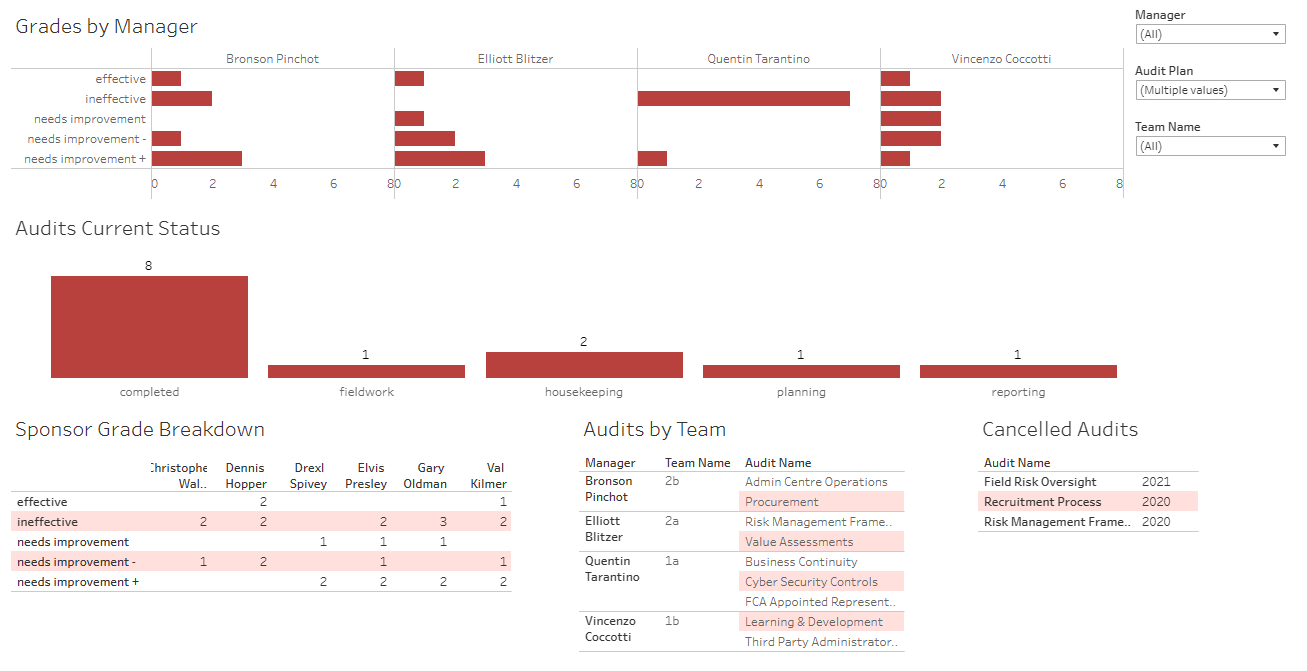 Grades by Manager
Manager
(All)
Bronson Pinchot Elliott Blitzer Quentin Tarantino Vincenzo Coccotti
Audit Plan
(Multiple values)
effective
ineffective
needs improvement
needs improvement -
needs improvement +
Team Name
(All)
0 2 4 6 8 0 2 4 6 8 0 2 4 6 8 0 2 4 6 8
Audits Current Status
8 1 2 1 1
completed fieldwork housekeeping planning reporting
Sponsor Grade Breakdown
Christophe Wal.. Dennis Hopper Drexl Spivey Elvis Presley Gary Oldman Val Kilmer
effective 2 1
ineffective 2 2 2 3 2
needs improvement 1 1 1
needs improvement - 1 2 1 1
needs improvement + 2 2 2 2
Audits by Team
Manager Team Name Audit Name
Bronson Pinchot 2b Admin Centre Operations
Procurement
Elliott Blitzer 2a Risk Management Frame..
Value Assessments
Quentin Tarantino 1a Business Continuity
Cyber Security Controls
FCA Appointed Represent..
Vincenzo Coccotti 1b Learning & Development
Third Party Administrator..
Cancelled Audits
Audit Name
Field Risk Oversight 2021
Recruitment Process 2020
Risk Management Frame.. 2020